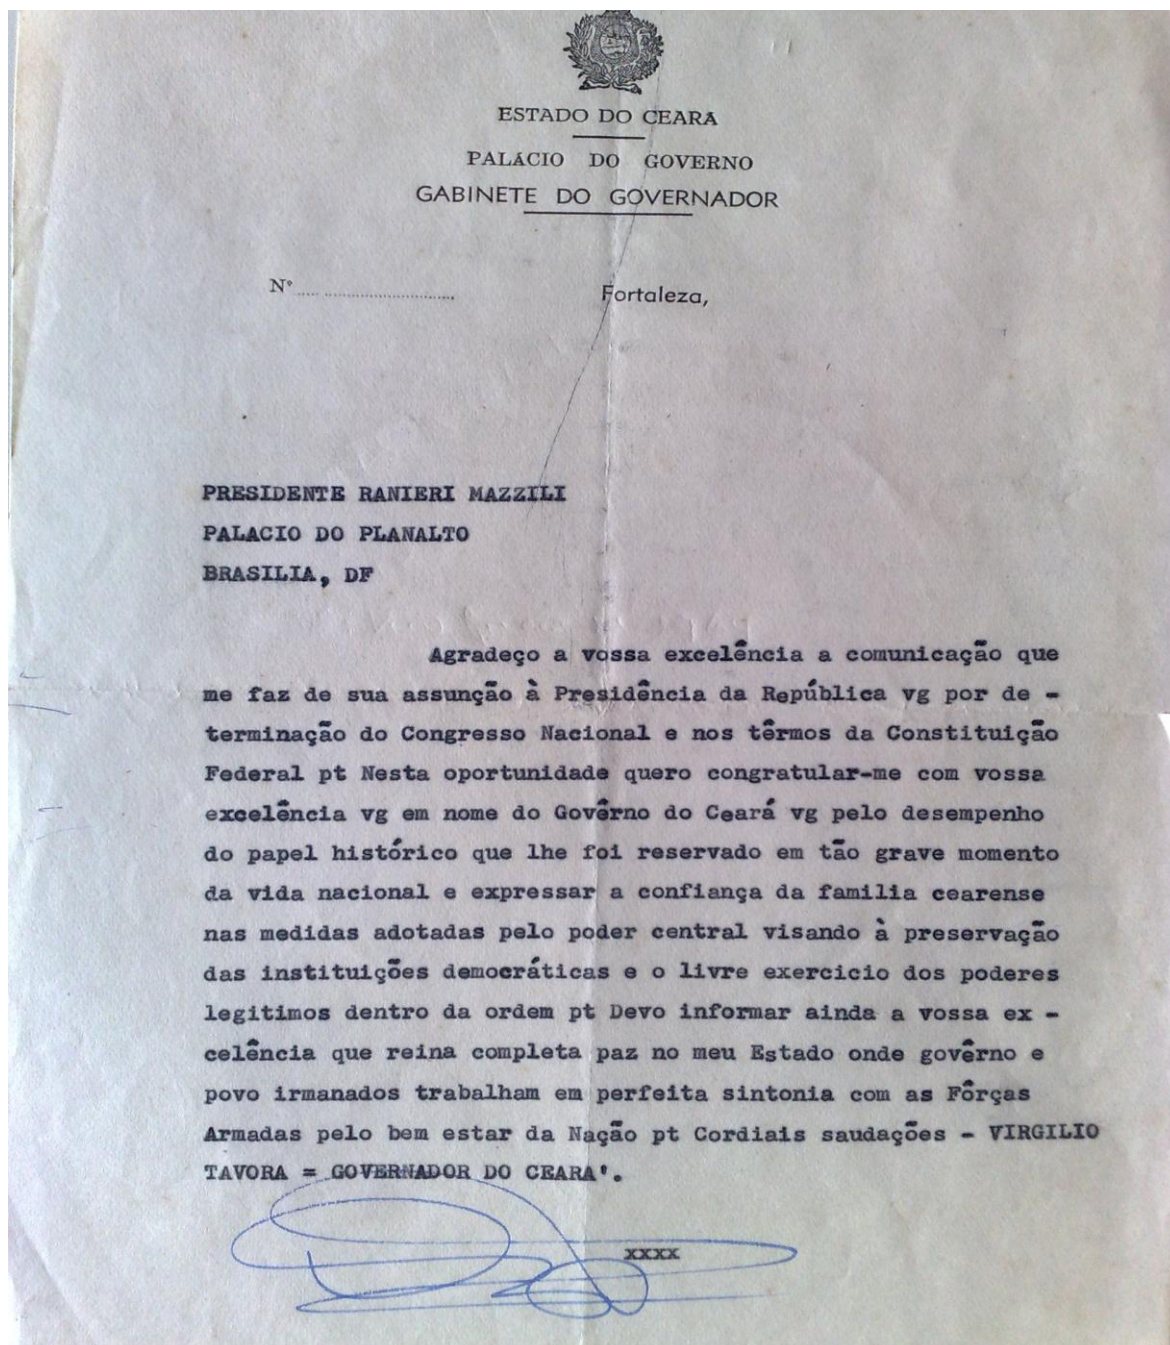 ESTADO DO CEARÁ
PALÁCIO DO GOVERNO
GABINETE DO GOVERNADOR
Nº
Fortaleza,
PRESIDENTE RANIERI MAZZILI
PALACIO DO PLANALTO
BRASILIA, DF
Agradeço a vossa excelência a comunicação que
me faz de sua assunção à Presidência da República vg por de -
terminação do Congresso Nacional e nos têrmos da Constituição
Federal pt Nesta oportunidade quero congratular-me com vossa
excelência vg em nome do Govêrno do Ceará vg pelo desempenho
do papel histórico que lhe foi reservado em tão grave momento
da vida nacional e expressar a confiança da familia cearense
nas medidas adotadas pelo poder central visando à preservação
das instituições democráticas e o livre exercicio dos poderes
legitimos dentro da ordem pt Devo informar ainda a vossa ex -
celência que reina completa paz no meu Estado onde govêrno e
povo irmanados trabalham em perfeita sintonia com as Fôrças
Armadas pelo bem estar da Nação pt Cordiais saudações - VIRGILIO
TAVORA = GOVERNADOR DO CEARA'.
xxxx